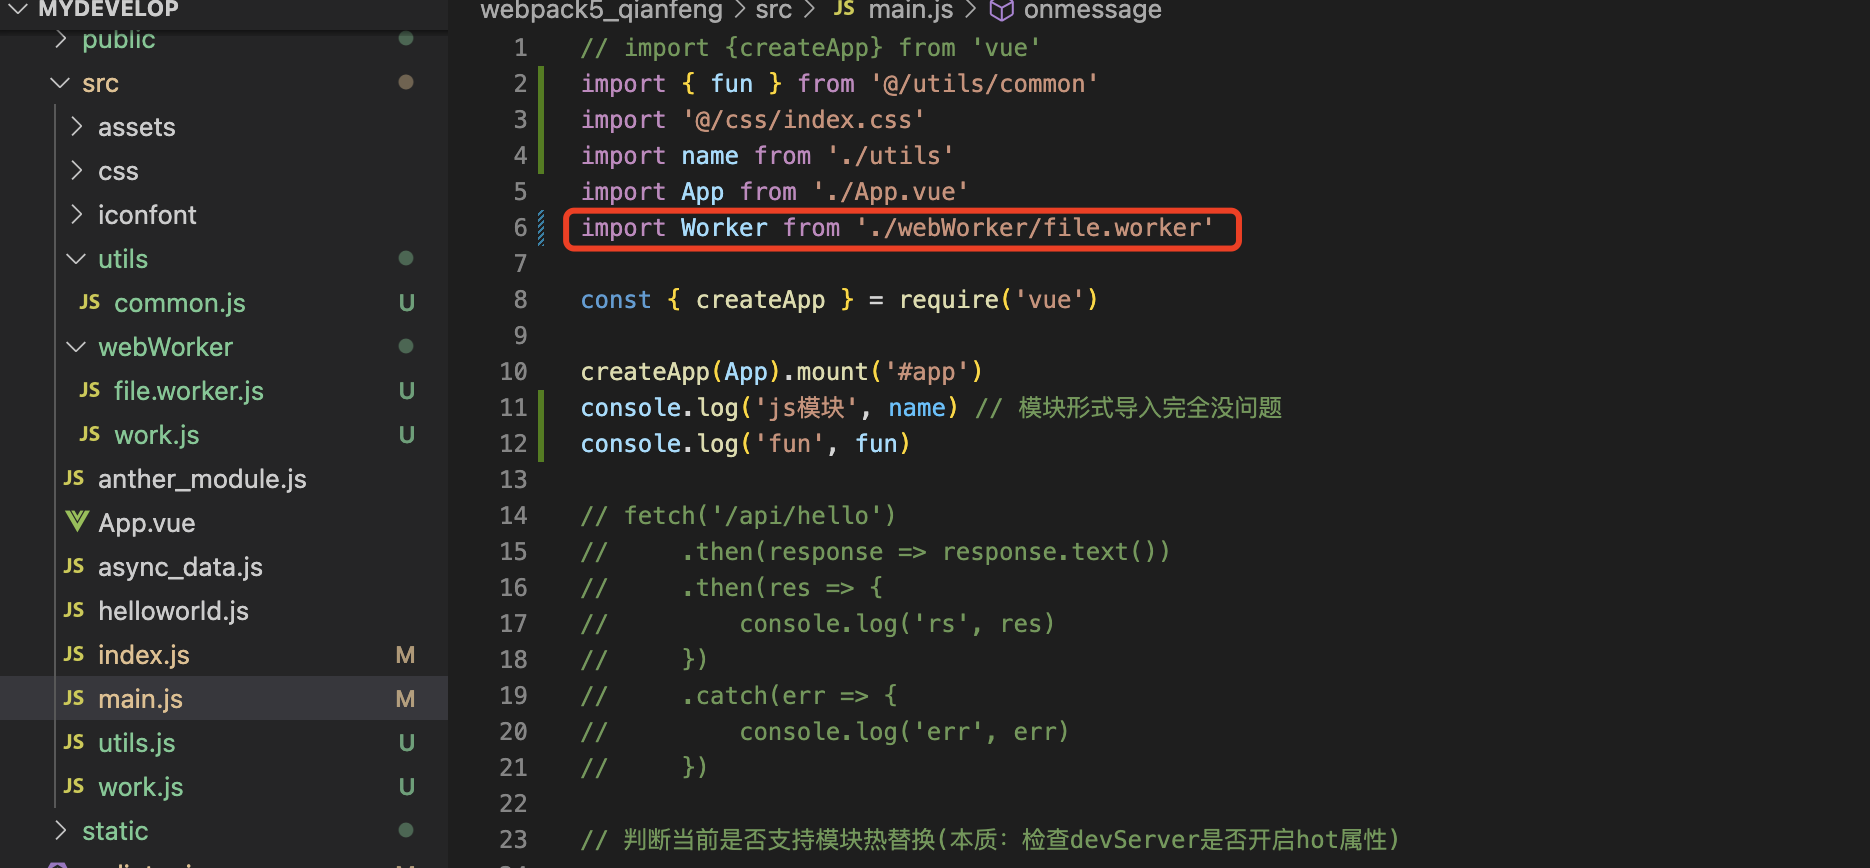 MYDEVELOP
public
src
assets
css
iconfont
utils
JS common.js U
webWorker
JS file.worker.js U
JS work.js U
JS anther_module.js
App.vue
JS async_data.js
JS helloworld.js
JS index.js M
JS main.js M
JS utils.js U
JS work.js U
static
webpack5_qianfeng > src > JS main.js > onmessage
1 // import {createApp} from 'vue'
2 import { fun } from '@/utils/common'
3 import '@/css/index.css'
4 import name from './utils'
5 import App from './App.vue'
6 import Worker from './webWorker/file.worker'
7
8 const { createApp } = require('vue')
9
10 createApp(App).mount('#app')
11 console.log('js模块', name) // 模块形式导入完全没问题
12 console.log('fun', fun)
13
14 // fetch('/api/hello')
15 //     .then(response => response.text())
16 //     .then(res => {
17 //         console.log('rs', res)
18 //     })
19 //     .catch(err => {
20 //         console.log('err', err)
21 //     })
22
23 // 判断当前是否支持模块热替换(本质：检查devServer是否开启hot属性)